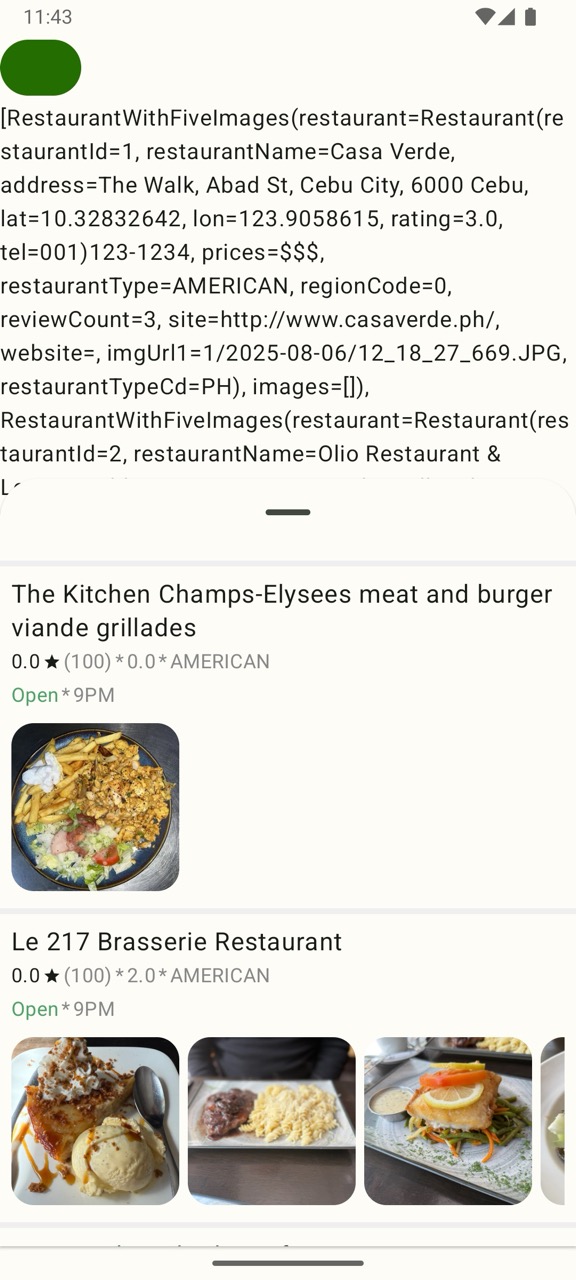 11:43
[RestaurantWithFiveImages(restaurant=Restaurant(re
staurantId=1, restaurantName=Casa Verde,
address=The Walk, Abad St, Cebu City, 6000 Cebu,
lat=10.32832642, lon=123.9058615, rating=3.0,
tel=001)123-1234, prices=$$$,
restaurantType=AMERICAN, regionCode=0,
reviewCount=3, site=http://www.casaverde.ph/,
website=, imgUrl1=1/2025-08-06/12_18_27_669.JPG,
restaurantTypeCd=PH), images=[]),
RestaurantWithFiveImages(restaurant=Restaurant(res
taurantId=2, restaurantName=Olio Restaurant &
The Kitchen Champs-Elysees meat and burger
viande grillades
0.0★(100)*0.0*AMERICAN
Open*9PM
Le 217 Brasserie Restaurant
0.0★(100)*2.0*AMERICAN
Open*9PM